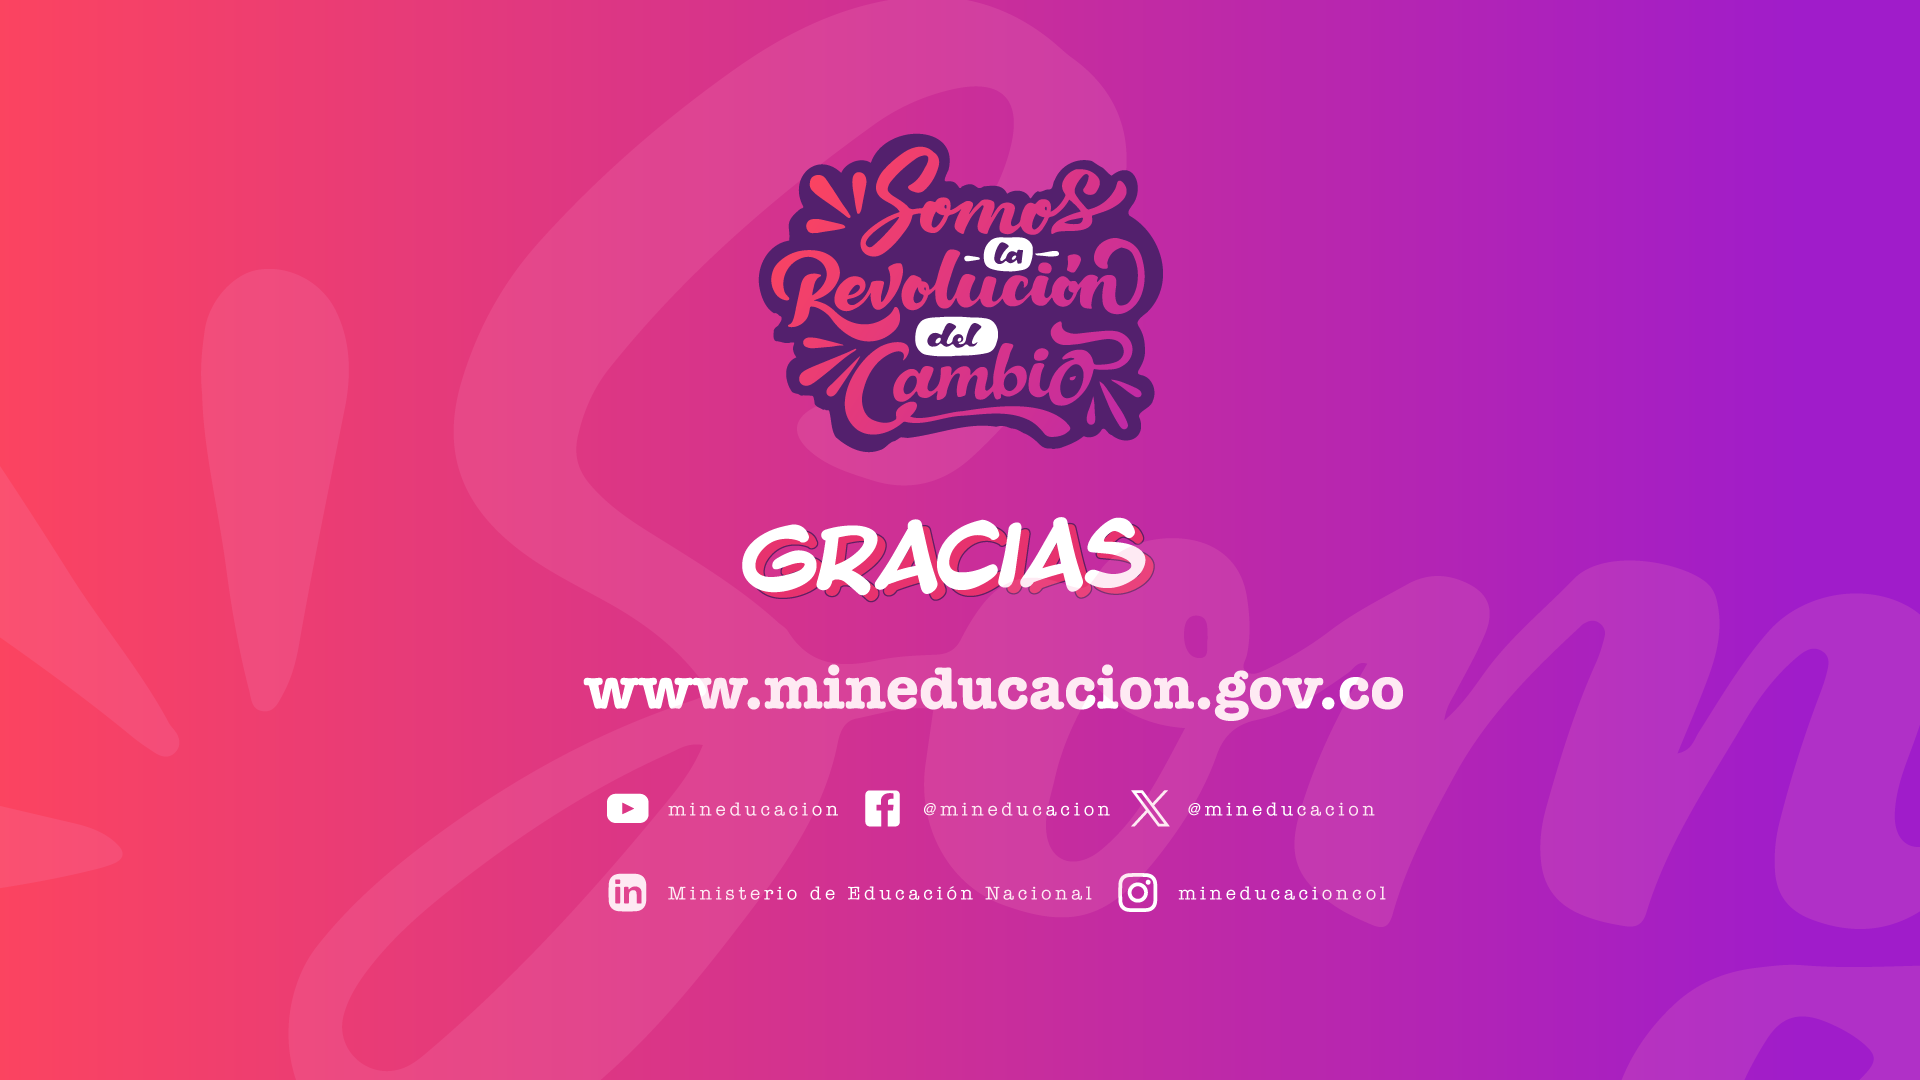 Somos
la
Revolución
del
Cambio
GRACIAS
www.mineducacion.gov.co
mineducacion @mineducacion @mineducacion
Ministerio de Educación Nacional mineducacioncol